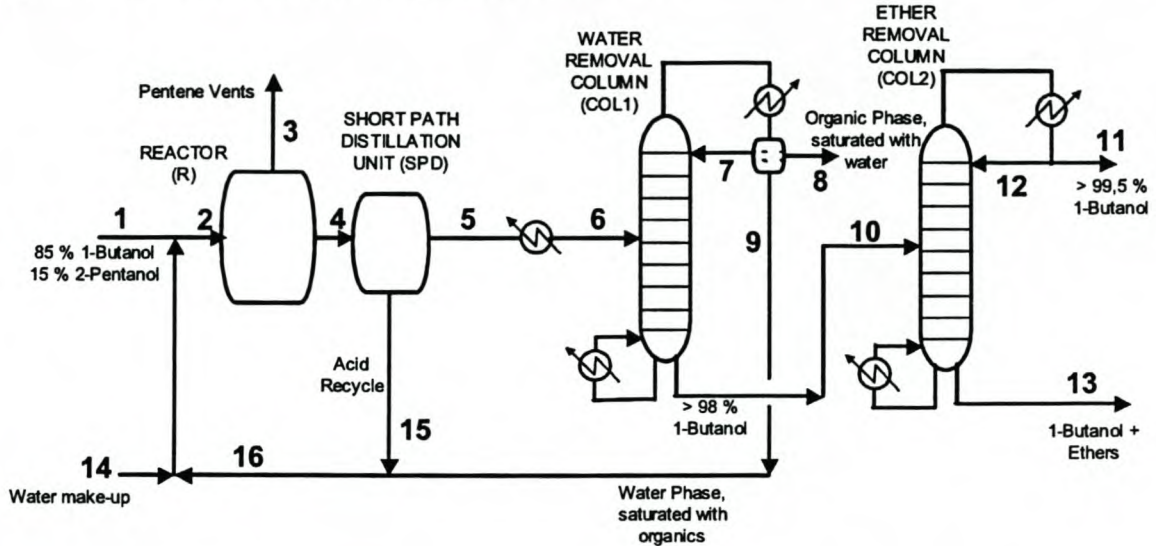 Pentene Vents
3
REACTOR
(R)
SHORT PATH
DISTILLATION
UNIT (SPD)
WATER
REMOVAL
COLUMN
(COL1)
ETHER
REMOVAL
COLUMN
(COL2)
Organic Phase,
saturated with
water
1
2
4
5
6
7
8
9
10
11
12
85 % 1-Butanol
15 % 2-Pentanol
> 99,5 %
1-Butanol
Acid
Recycle
15
> 98 %
1-Butanol
13
1-Butanol +
Ethers
14
16
Water make-up
Water Phase,
saturated with
organics